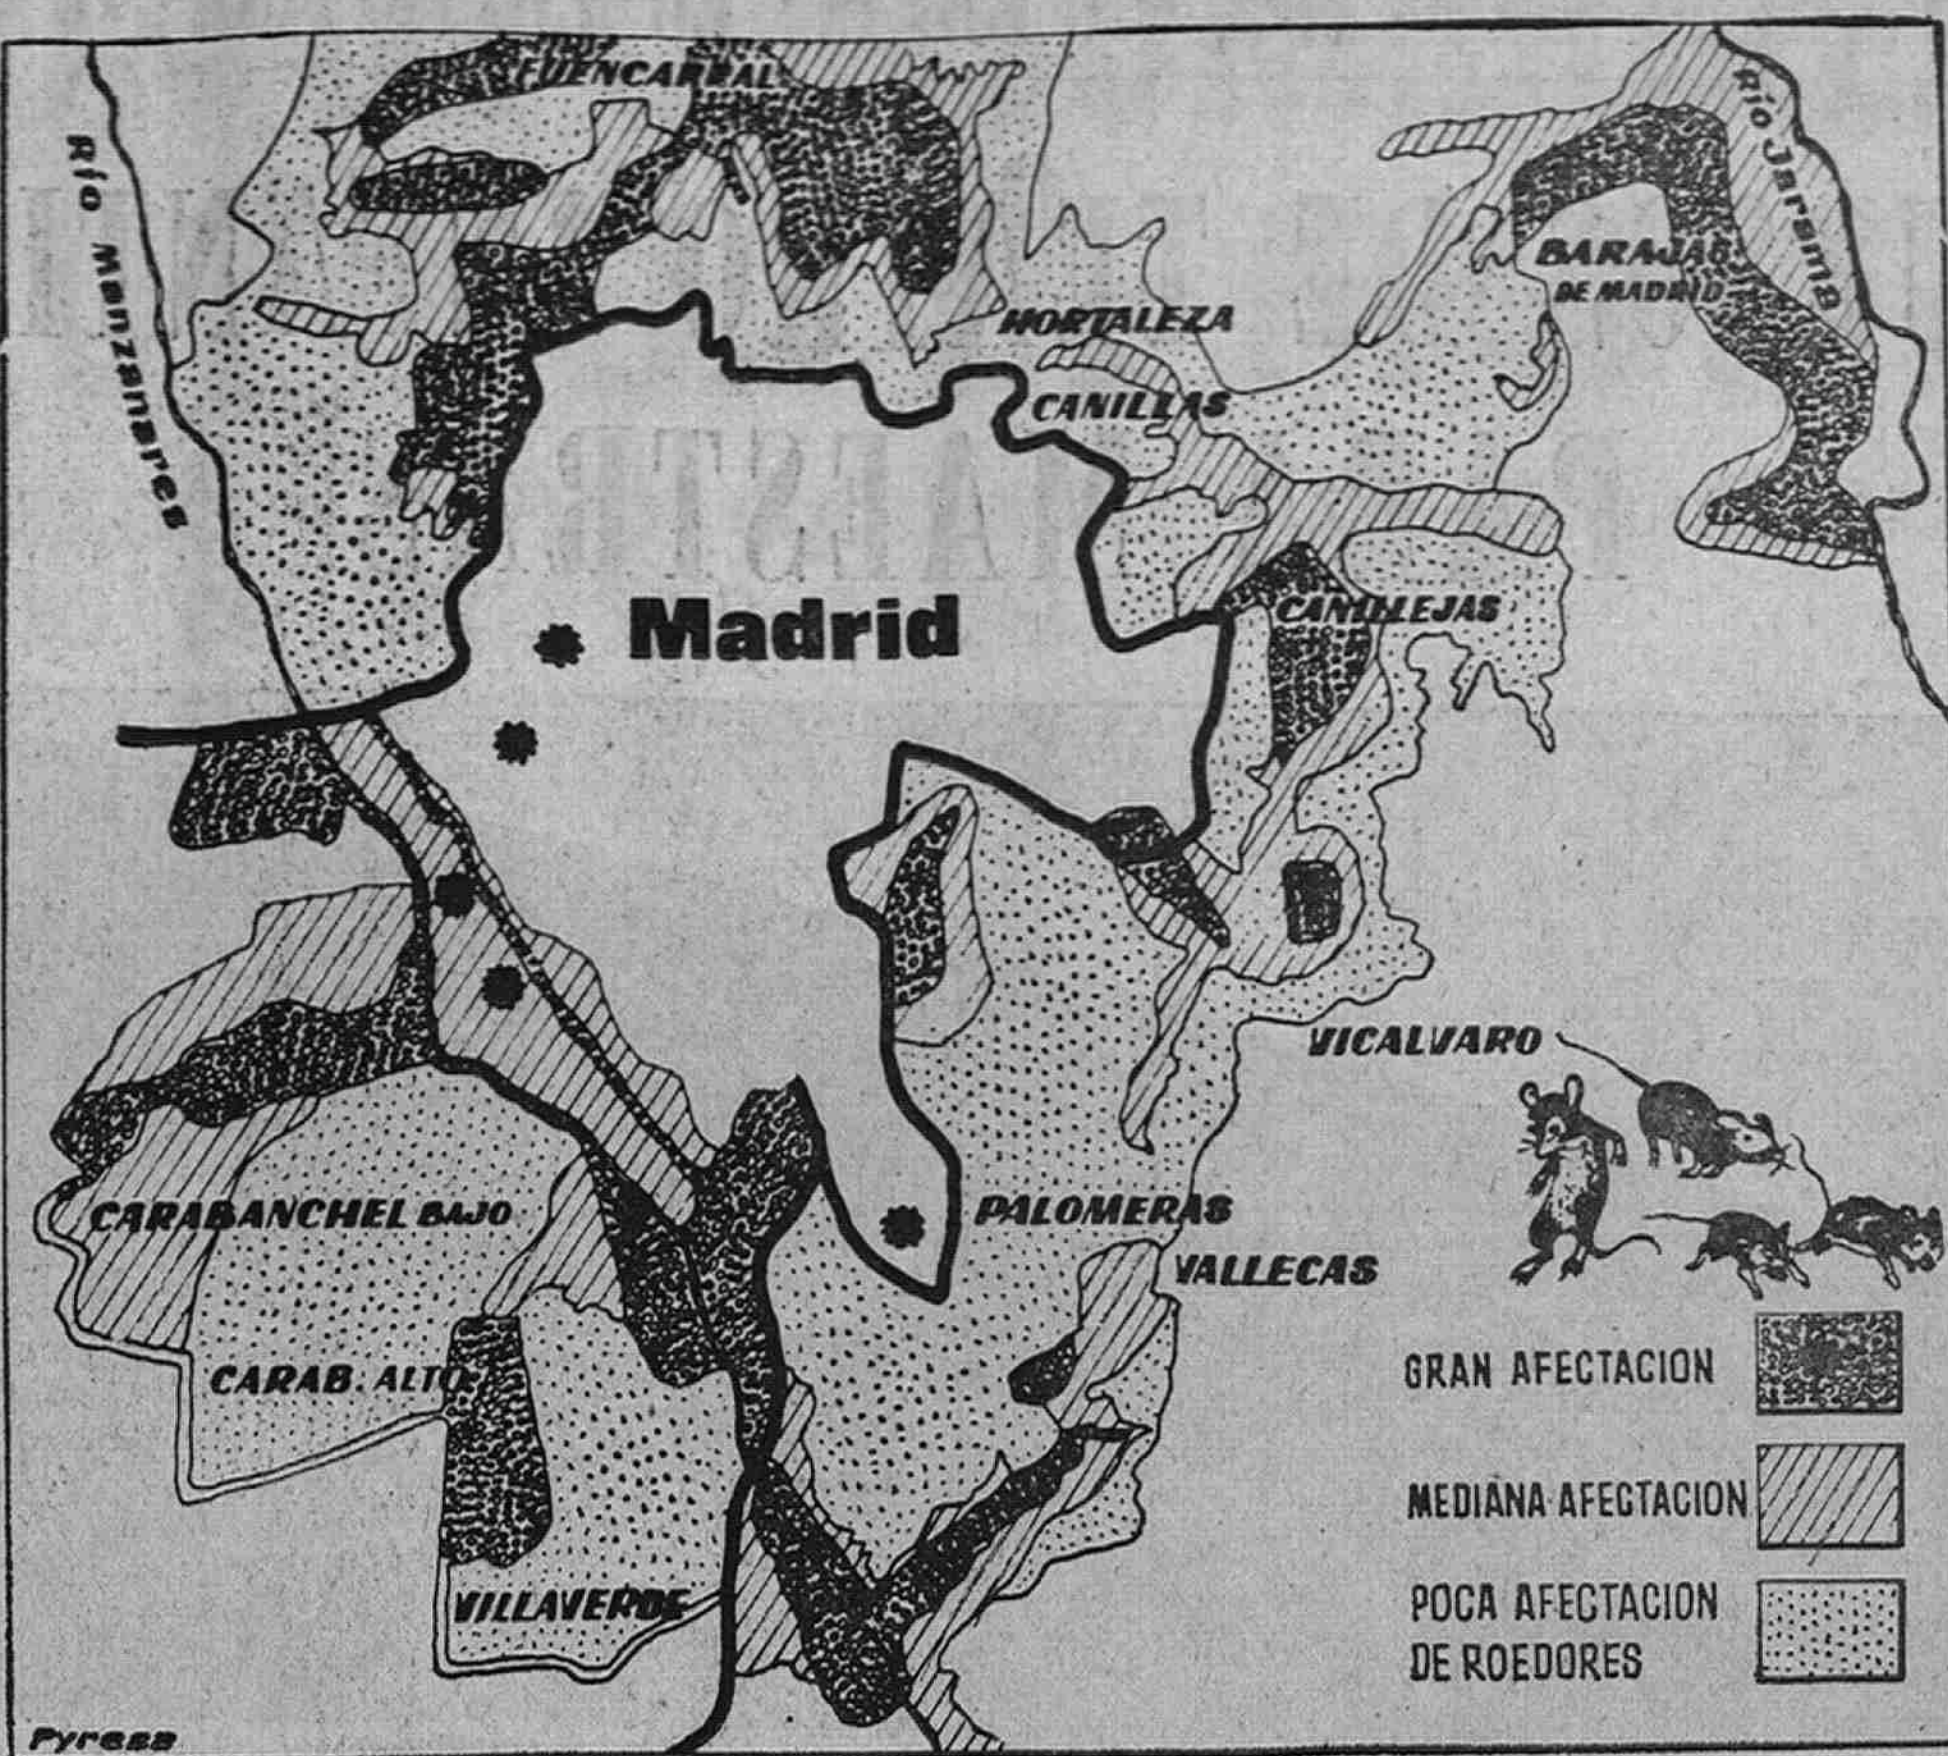 FUENCARRAL
Río Manzanares
Río Jarama
BARAJAS
DE MADRID
HORTALEZA
CANILLAS
CANILLEJAS
Madrid
VICALVARO
CARABANCHEL BAJO
PALOMERAS
VALLECAS
CARAB. ALTO
VILLAVERDE
GRAN AFECTACION
MEDIANA AFECTACION
POCA AFECTACION
DE ROEDORES
Pyresa